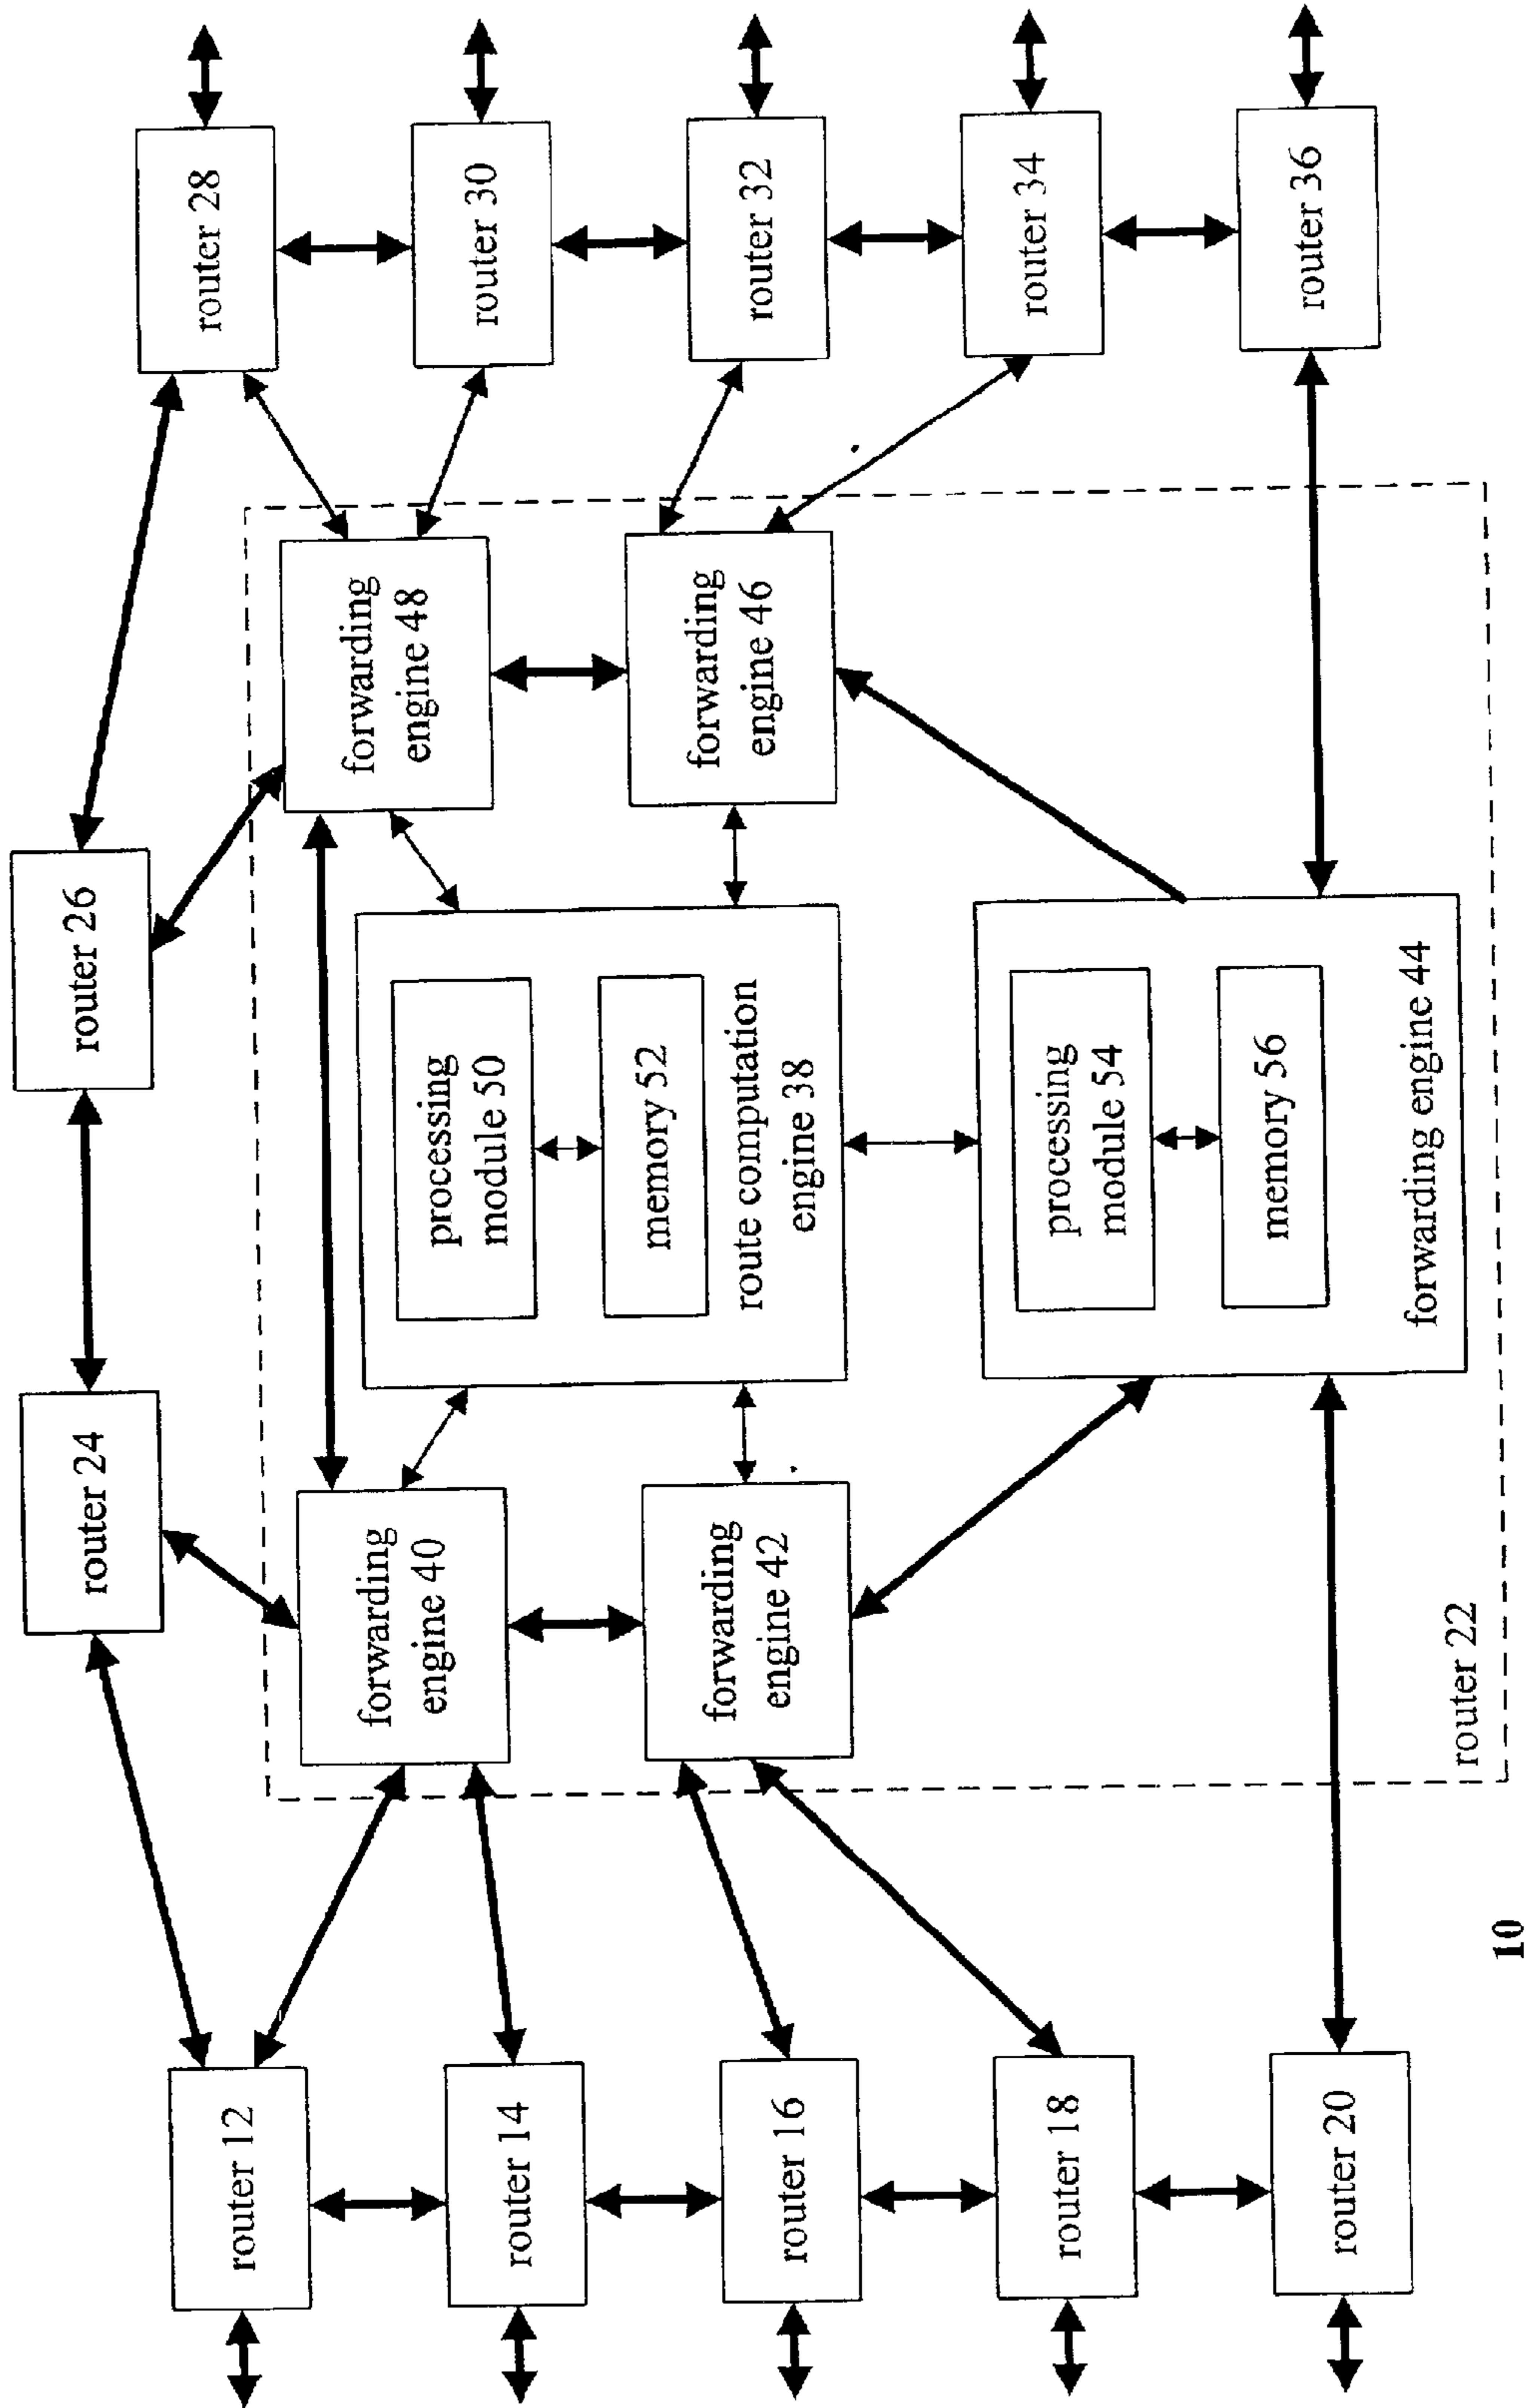 router 24
router 26
router 12
router 14
router 16
router 18
router 20
forwarding
engine 40
forwarding
engine 42
processing
module 50
memory 52
route computation
engine 38
forwarding
engine 48
forwarding
engine 46
processing
module 54
memory 56
forwarding engine 44
router 22
router 28
router 30
router 32
router 34
router 36
10